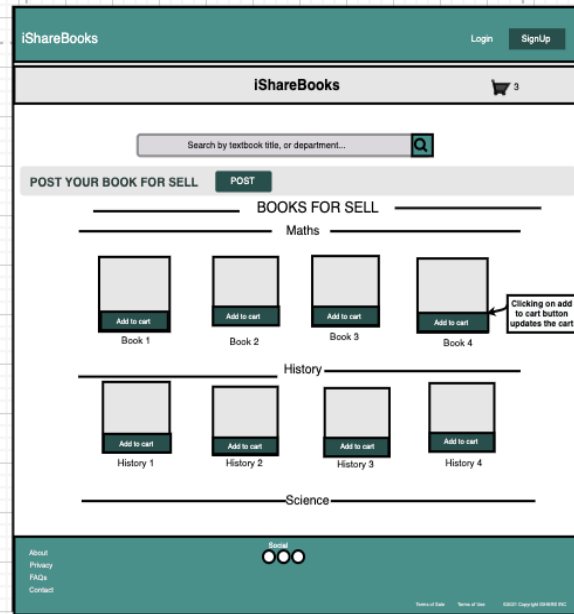 iShareBooks
Login
SignUp
iShareBooks
3
Search by textbook title, or department...
POST YOUR BOOK FOR SELL
POST
BOOKS FOR SELL
Maths
Add to cart
Add to cart
Add to cart
Add to cart
Clicking on add
to cart button
updates the cart
Book 1
Book 2
Book 3
Book 4
History
Add to cart
Add to cart
Add to cart
Add to cart
History 1
History 2
History 3
History 4
Science
Social
About
Privacy
FAQs
Contact
Terms of Sale
Terms of Use
©2021 Copyright ISHARE INC